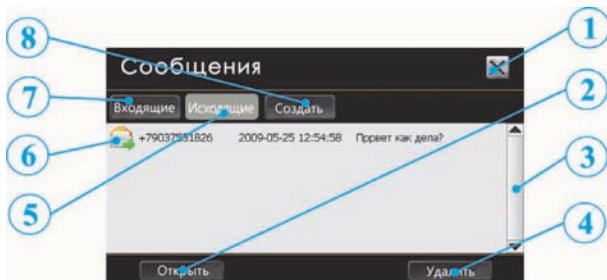 8
1
Сообщения
7
2
Входящие Исходящие Создать
6
+79037531826 2009-05-25 12:54:58 Прревт как дела?
3
5
4
Открыть Удалить